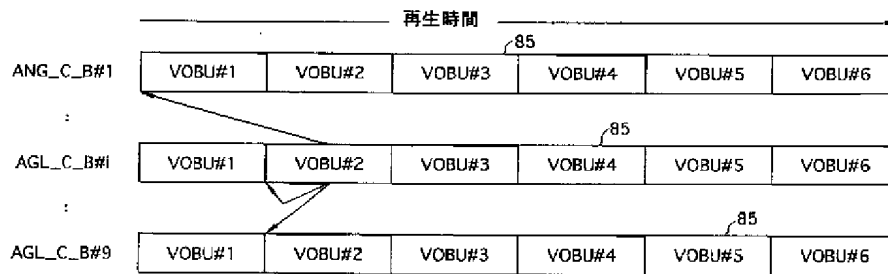 再生時間
85
ANG_C_B#1 VOBU#1 VOBU#2 VOBU#3 VOBU#4 VOBU#5 VOBU#6
:
85
AGL_C_B#i VOBU#1 VOBU#2 VOBU#3 VOBU#4 VOBU#5 VOBU#6
:
85
AGL_C_B#9 VOBU#1 VOBU#2 VOBU#3 VOBU#4 VOBU#5 VOBU#6